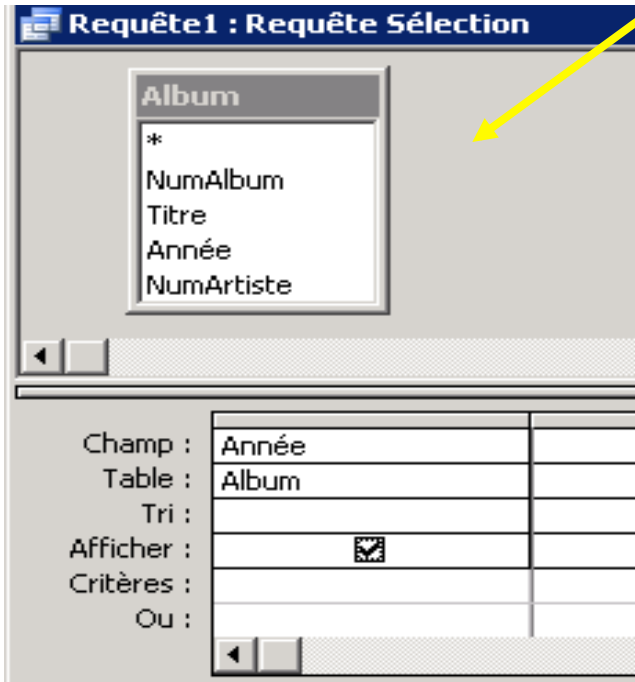 Requête1 : Requête Sélection
Album
*
NumAlbum
Titre
Année
NumArtiste
Champ : Année
Table : Album
Tri :
Afficher :
Critères :
Ou :